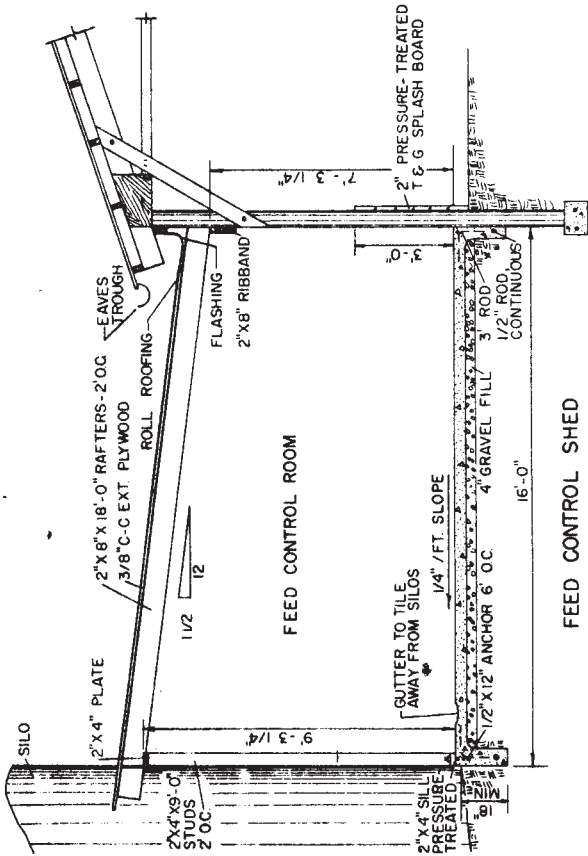 SILO
2"X4" PLATE
2"X8"X18'-0" RAFTERS-2'O.C.
3/8"C-C EXT. PLYWOOD
ROLL ROOFING
EAVES
TROUGH
FLASHING
2"X8" RIBBAND
1 1/2
12
2"X4"X9'-0"
STUDS
2' O.C.
9'-3 1/4"
FEED CONTROL ROOM
7'-3 1/4"
2" PRESSURE-TREATED
T & G SPLASH BOARD
3'-0"
GUTTER TO TILE
AWAY FROM SILOS
1/4" /FT. SLOPE
2"X4" SILL
PRESSURE-
TREATED
18"
MIN.
1/2"X12" ANCHOR 6' O.C.
4" GRAVEL FILL
3' ROD
1/2" ROD,
CONTINUOUS
16'-0"
FEED CONTROL SHED